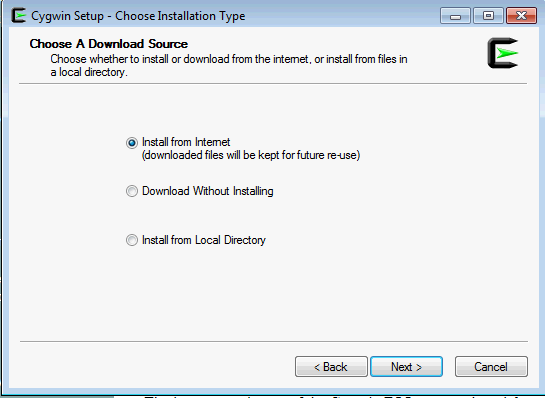 Cygwin Setup - Choose Installation Type
Choose A Download Source
Choose whether to install or download from the internet, or install from files in
a local directory.
Install from Internet
(downloaded files will be kept for future re-use)
Download Without Installing
Install from Local Directory
< Back
Next >
Cancel